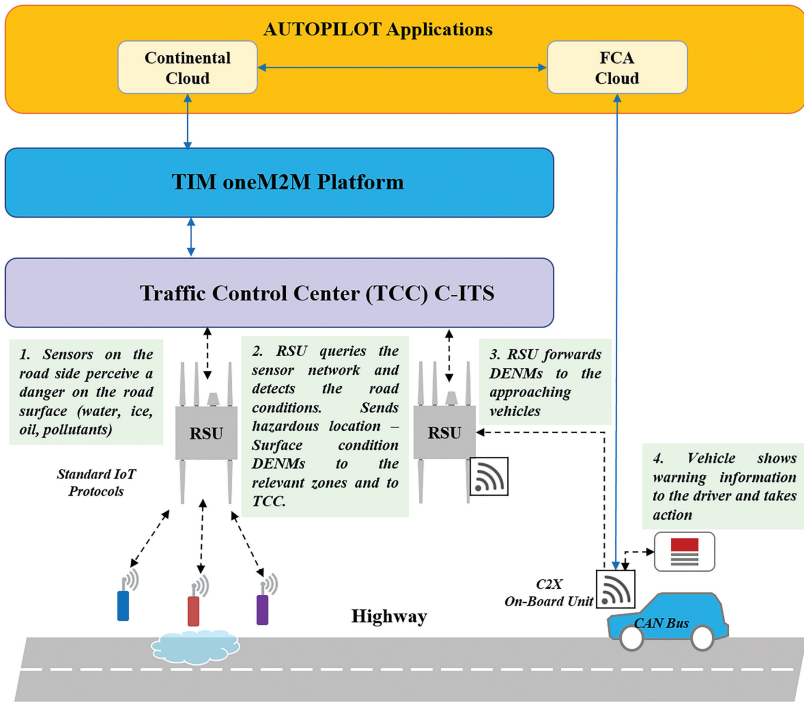 AUTOPILOT Applications
Continental
Cloud
FCA
Cloud
TIM oneM2M Platform
Traffic Control Center (TCC) C-ITS
1. Sensors on the
road side perceive a
danger on the road
surface (water, ice,
oil, pollutants)
RSU
2. RSU queries the
sensor network and
detects the road
conditions. Sends
hazardous location –
Surface condition
DENMs to the
relevant zones and to
TCC.
RSU
3. RSU forwards
DENMs to the
approaching
vehicles
Standard IoT
Protocols
4. Vehicle shows
warning information
to the driver and takes
action
C2X
On-Board Unit
Highway
CAN Bus